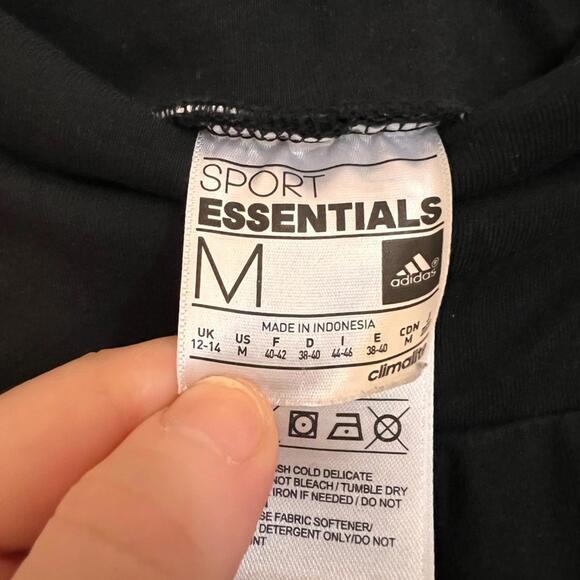 SPORT
ESSENTIALS
M
adidas®
MADE IN INDONESIA
UK US F D I E CDN J
12-14 M 40-42 38-40 44-46 38-40 M
climalite
SH COLD DELICATE
NOT BLEACH / TUMBLE DRY
IRON IF NEEDED / DO NOT
SE FABRIC SOFTENER/
DETERGENT ONLY/DO NOT